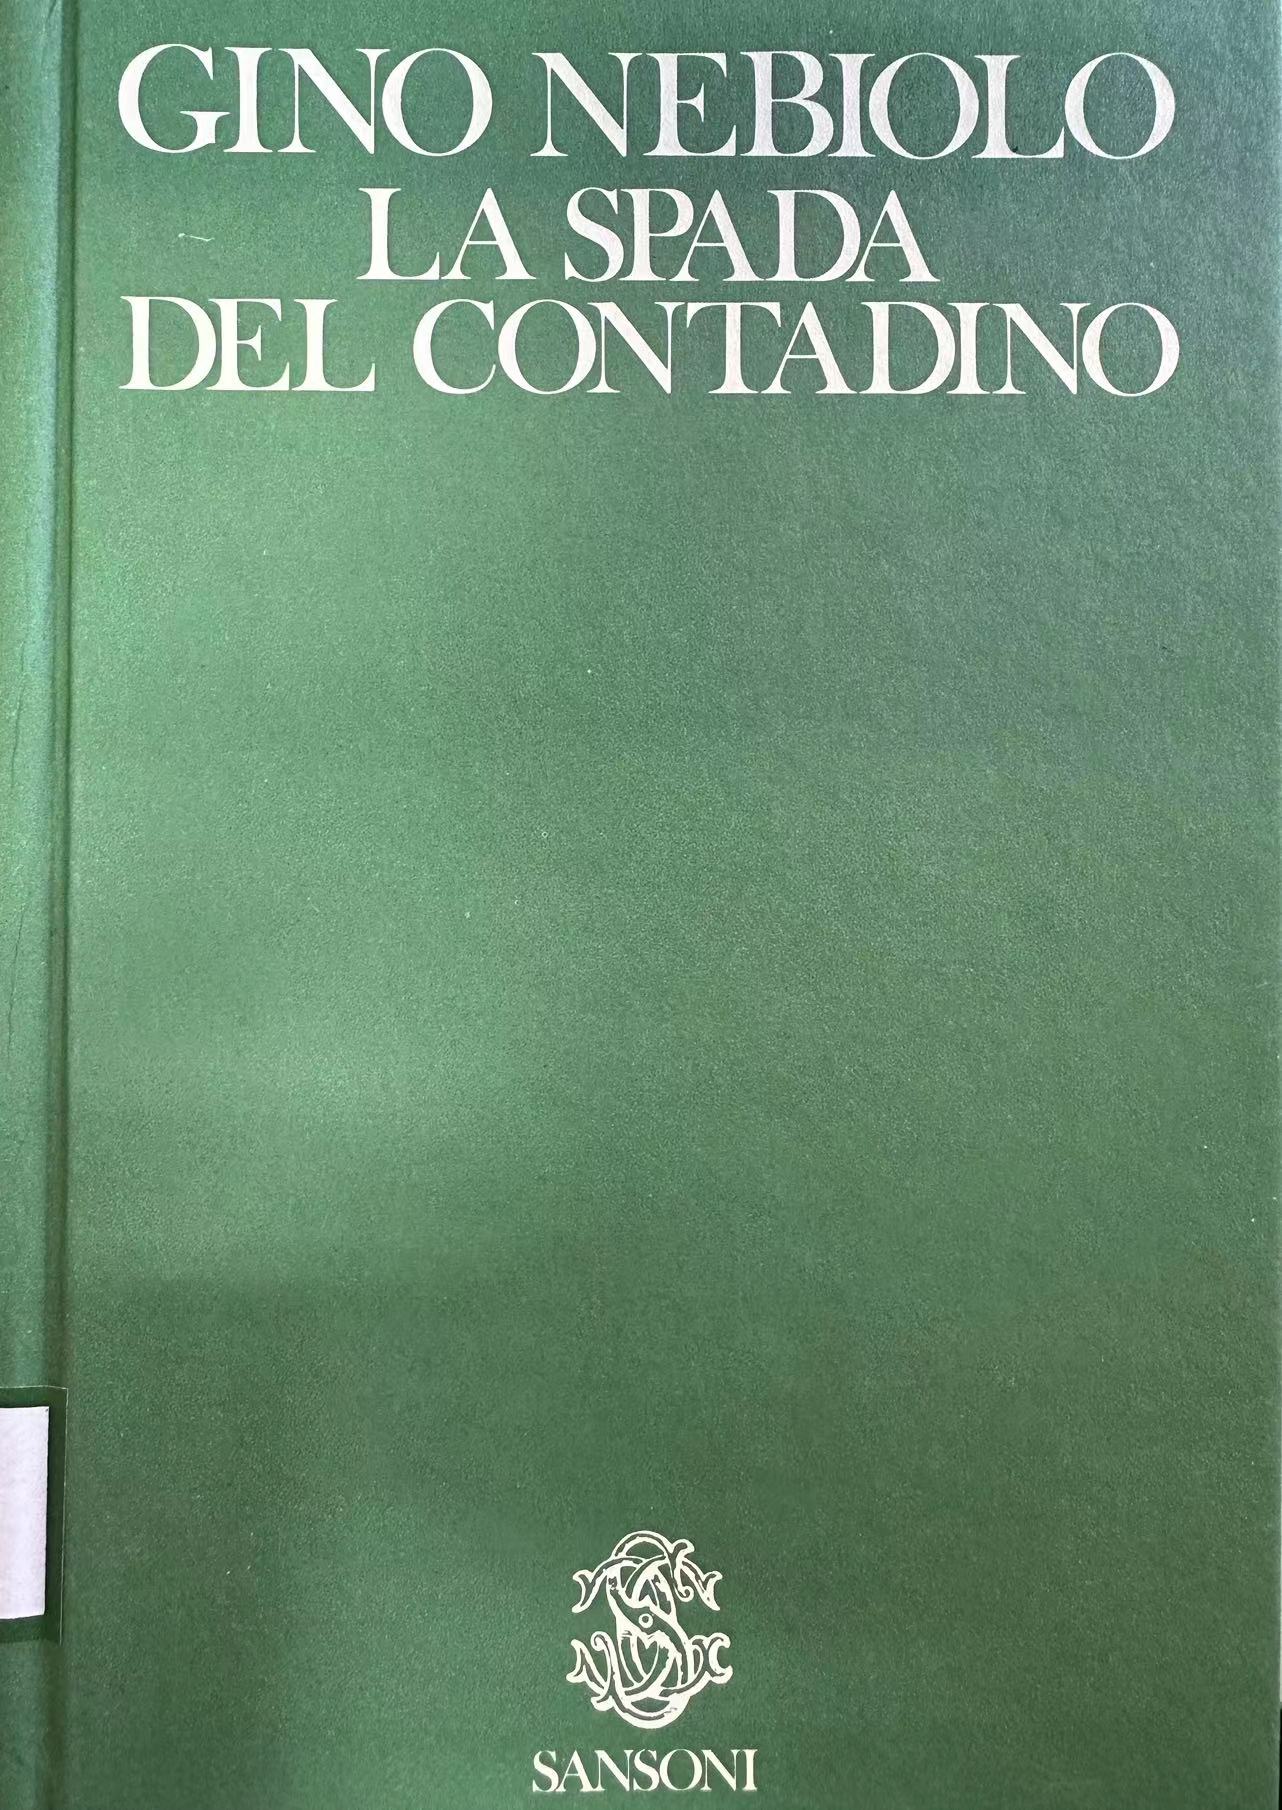 GINO NEBIOLO
LA SPADA
DEL CONTADINO
SANSONI